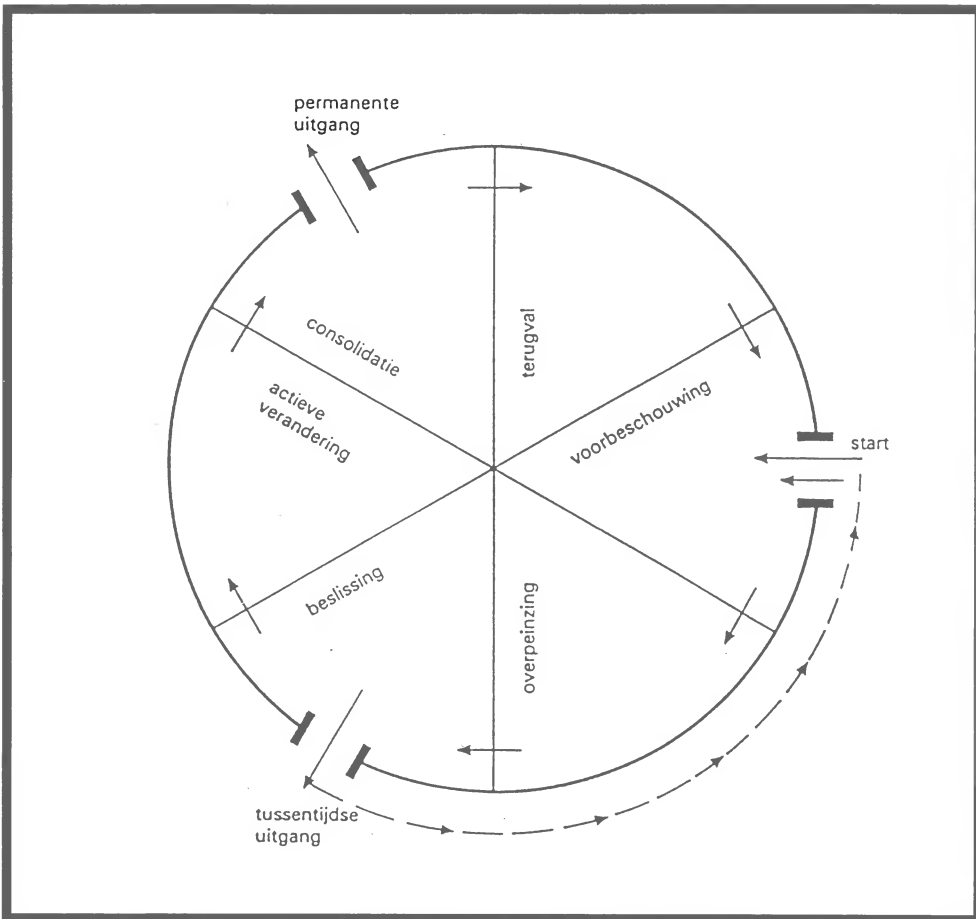 permanente
uitgang
consolidatie
terugval
actieve
verandering
voorbeschouwing
start
beslissing
overpeinzing
tussentijdse
uitgang